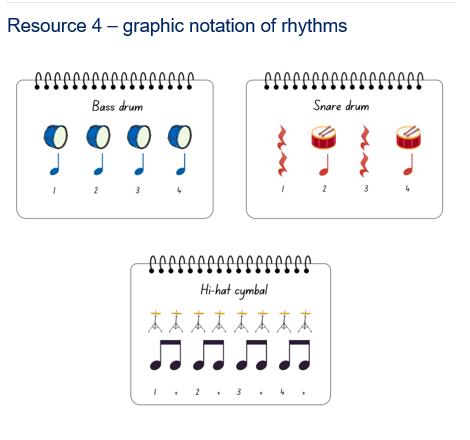 Resource 4 – graphic notation of rhythms
Bass drum
1 2 3 4
Snare drum
1 2 3 4
Hi-hat cymbal
1 + 2 + 3 + 4 +